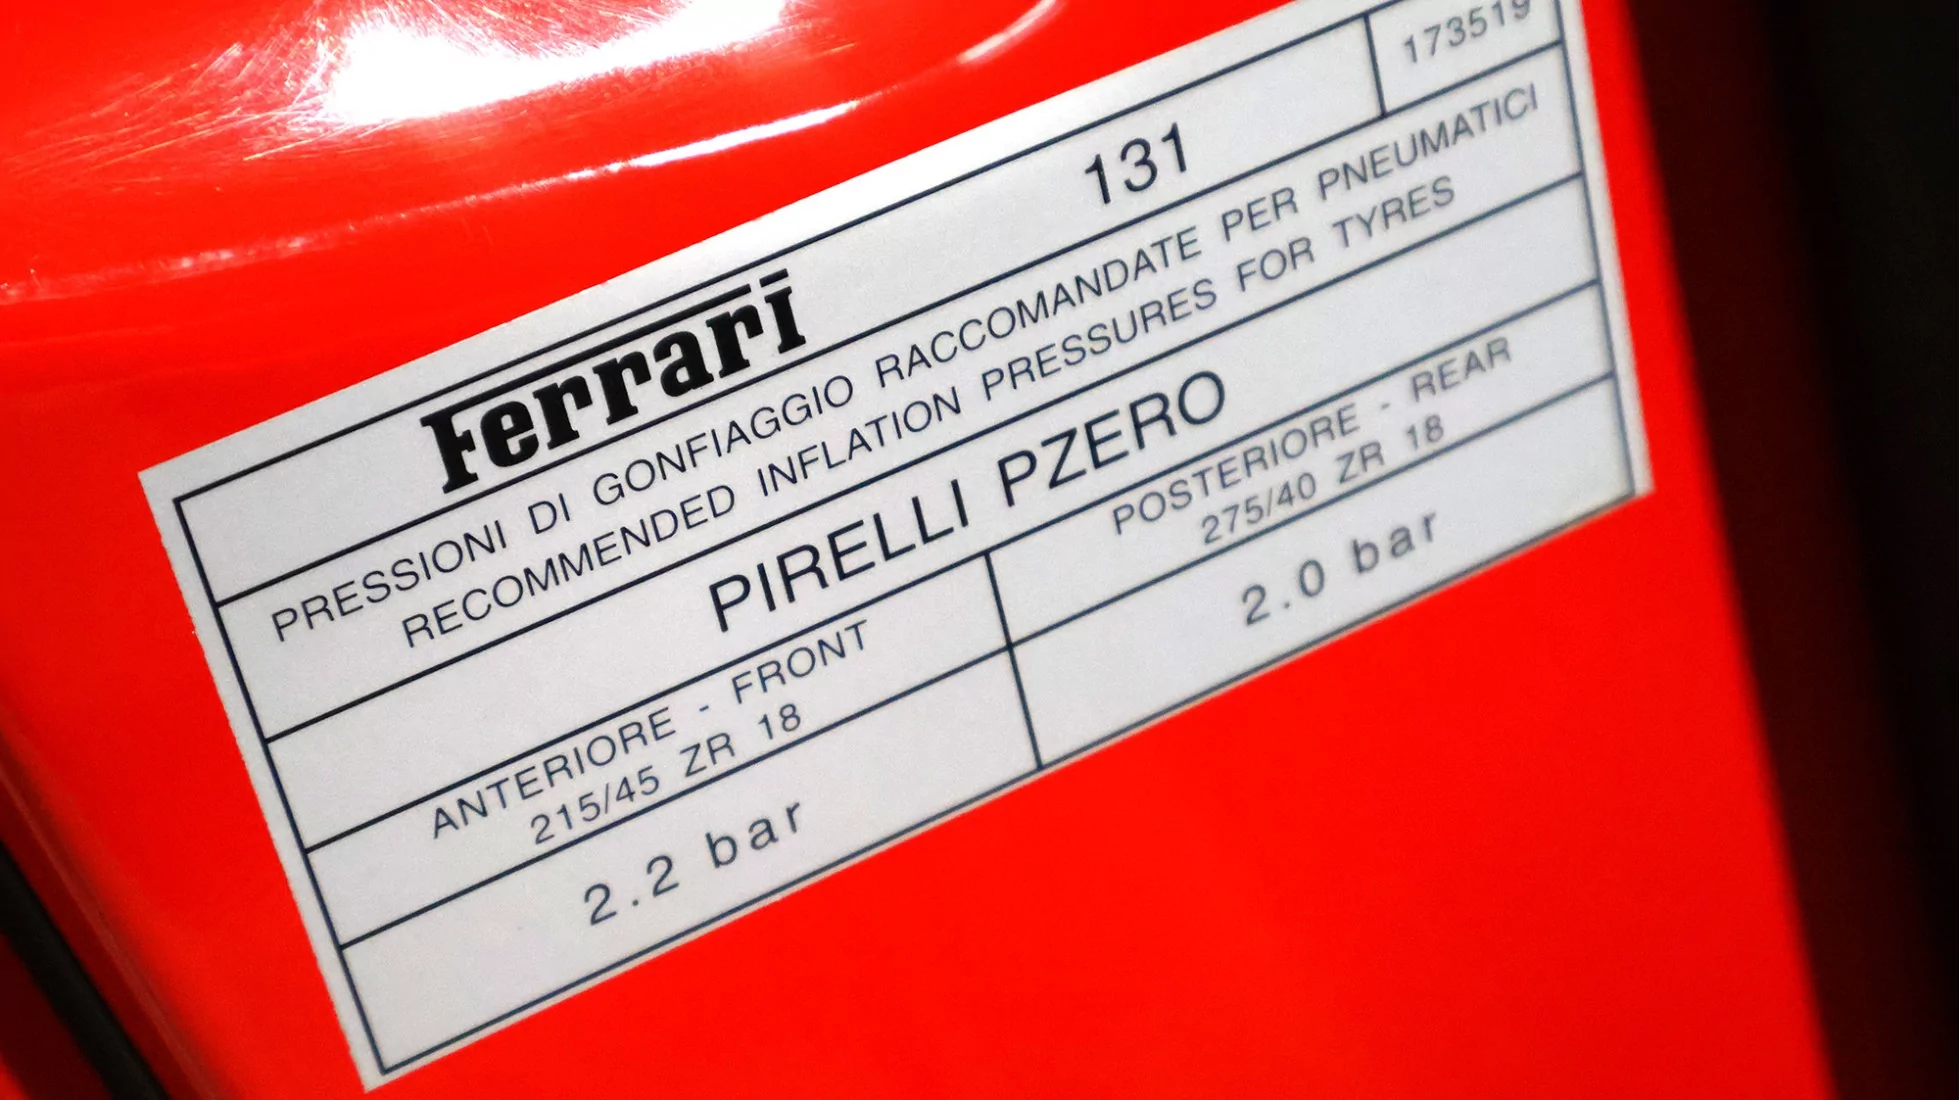 Ferrari 131 173519
PRESSIONI DI GONFIAGGIO RACCOMANDATE PER PNEUMATICI
RECOMMENDED INFLATION PRESSURES FOR TYRES
PIRELLI PZERO
ANTERIORE - FRONT
215/45 ZR 18
2.2 bar
POSTERIORE - REAR
275/40 ZR 18
2.0 bar